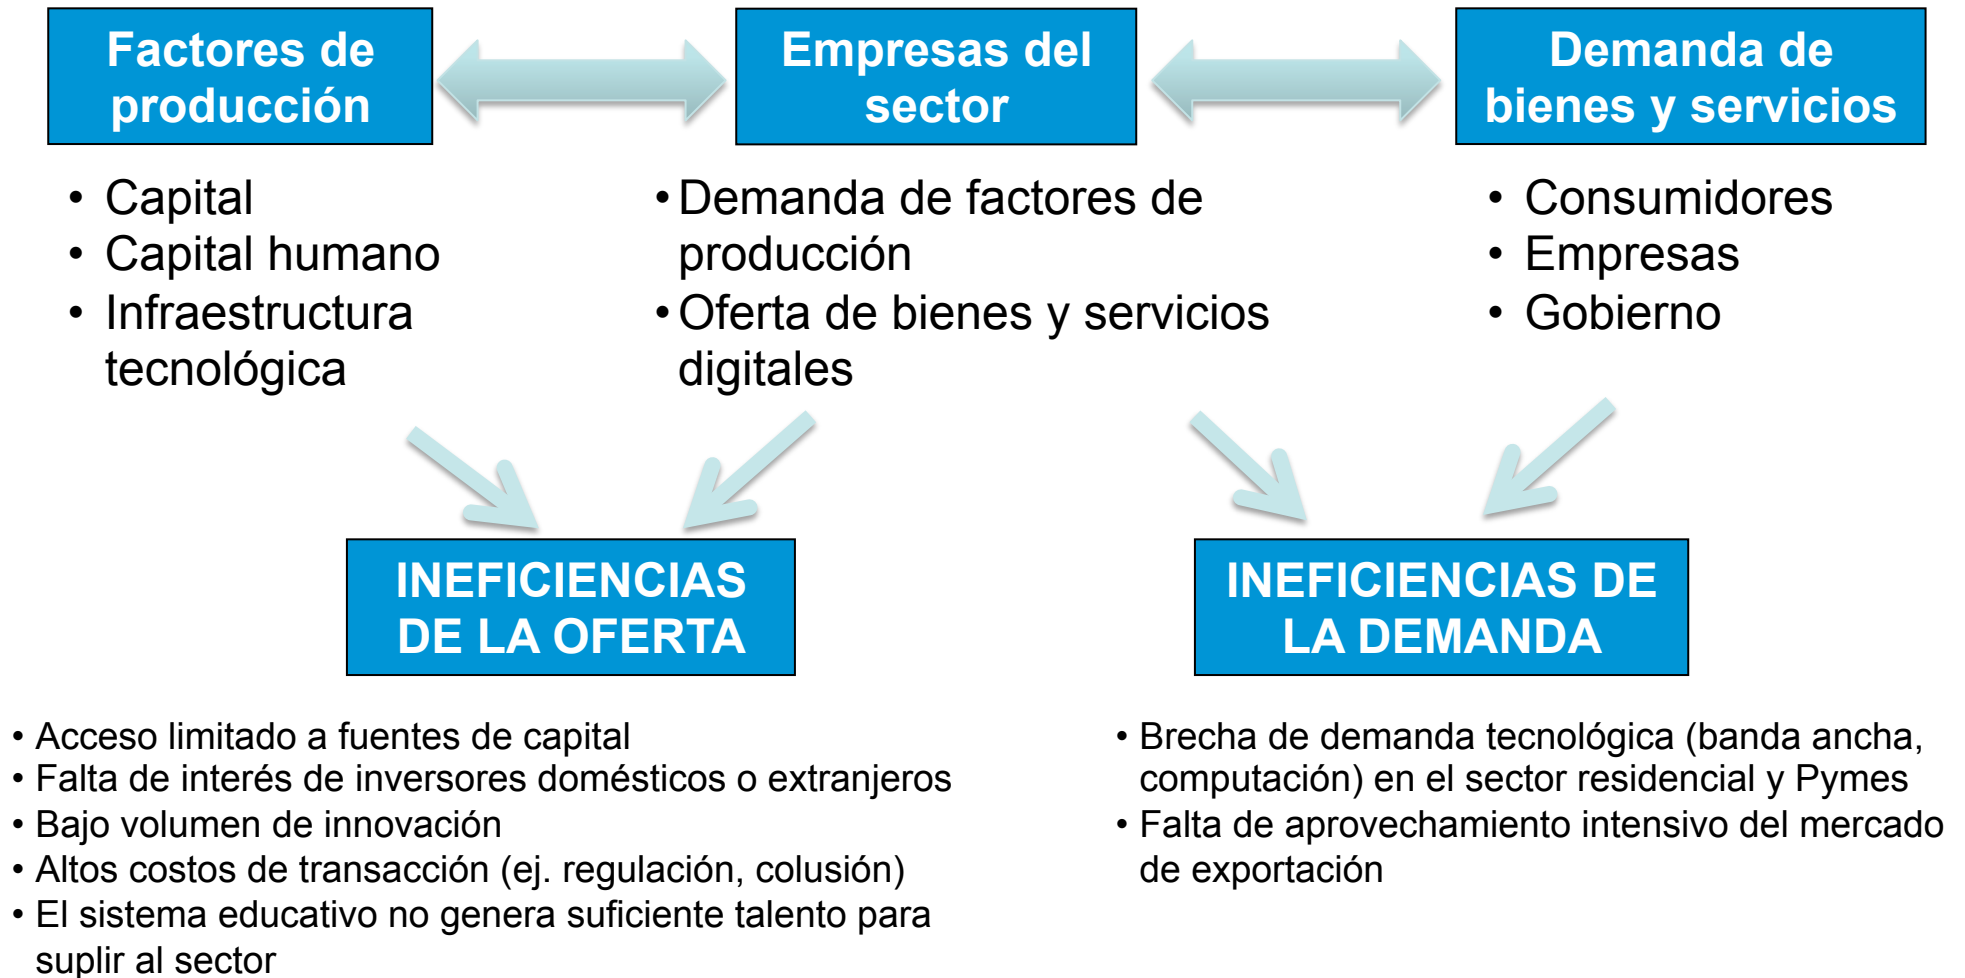 Factores de
producción
Empresas del
sector
Demanda de
bienes y servicios
• Capital
• Capital humano
• Infraestructura
tecnológica
• Demanda de factores de
producción
• Oferta de bienes y servicios
digitales
• Consumidores
• Empresas
• Gobierno
INEFICIENCIAS
DE LA OFERTA
INEFICIENCIAS DE
LA DEMANDA
• Acceso limitado a fuentes de capital
• Falta de interés de inversores domésticos o extranjeros
• Bajo volumen de innovación
• Altos costos de transacción (ej. regulación, colusión)
• El sistema educativo no genera suficiente talento para
suplir al sector
• Brecha de demanda tecnológica (banda ancha,
computación) en el sector residencial y Pymes
• Falta de aprovechamiento intensivo del mercado
de exportación